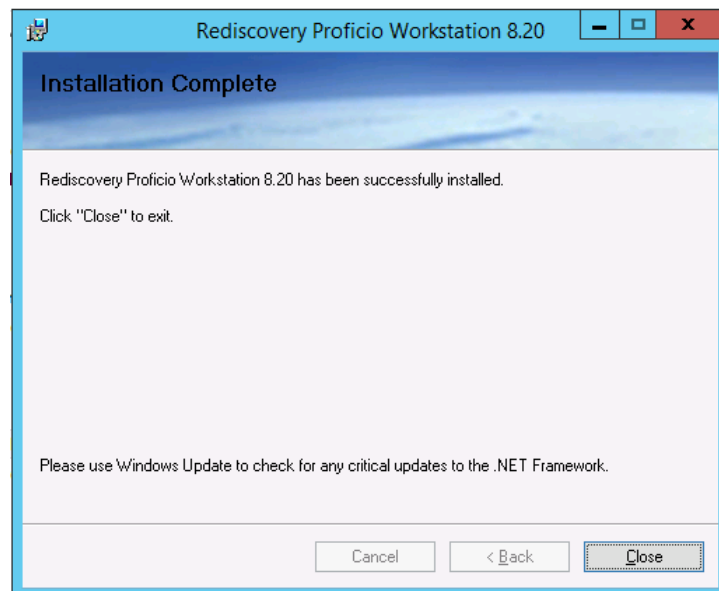 Rediscovery Proficio Workstation 8.20
Installation Complete
Rediscovery Proficio Workstation 8.20 has been successfully installed.
Click "Close" to exit.
Please use Windows Update to check for any critical updates to the .NET Framework.
Cancel
< Back
Close